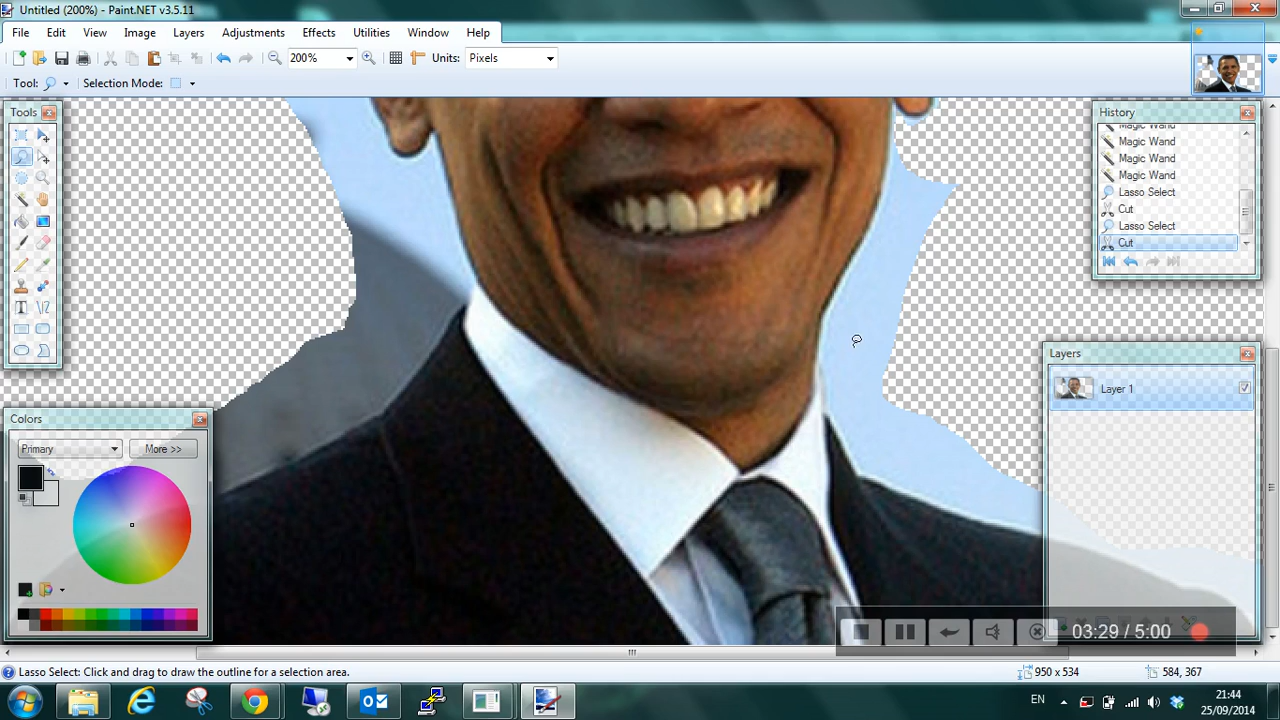 Untitled (200%) - Paint.NET v3.5.11
File Edit View Image Layers Adjustments Effects Utilities Window Help
200% Units: Pixels
Tool: Selection Mode:
Tools
History
Magic Wand
Magic Wand
Magic Wand
Magic Wand
Lasso Select
Cut
Lasso Select
Cut
Layers
Layer 1
Colors
Primary More >>
03:29 / 5:00
Lasso Select: Click and drag to draw the outline for a selection area.
950 x 534
584, 367
EN
21:44
25/09/2014